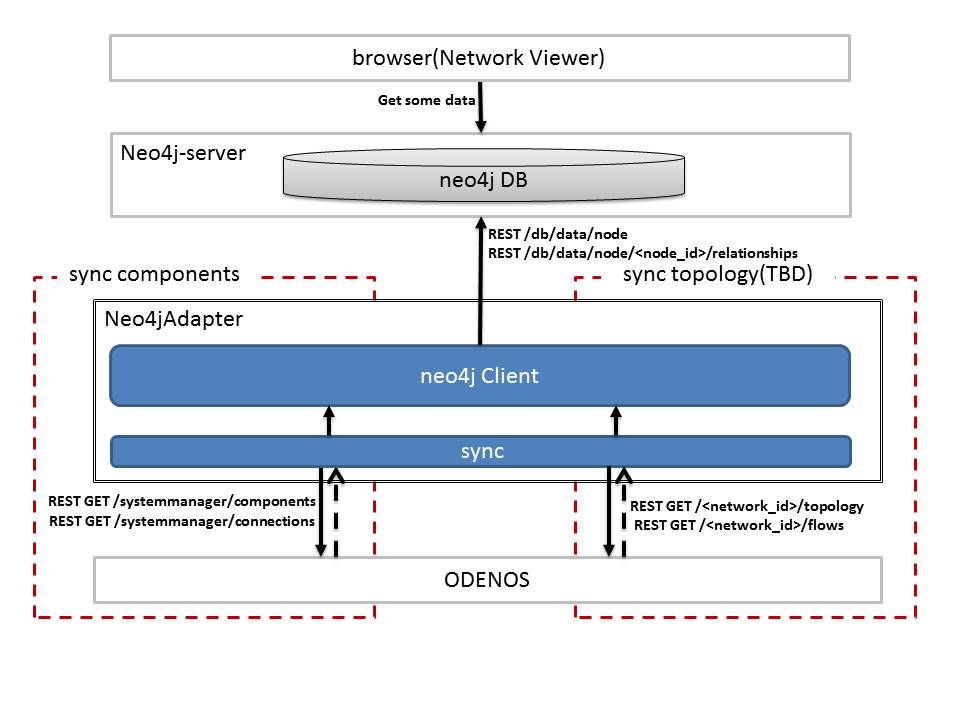 browser(Network Viewer)
Get some data
Neo4j-server
neo4j DB
REST /db/data/node
REST /db/data/node/<node_id>/relationships
sync components
sync topology(TBD)
Neo4jAdapter
neo4j Client
sync
REST GET /systemmanager/components
REST GET /systemmanager/connections
REST GET /<network_id>/topology
REST GET /<network_id>/flows
ODENOS